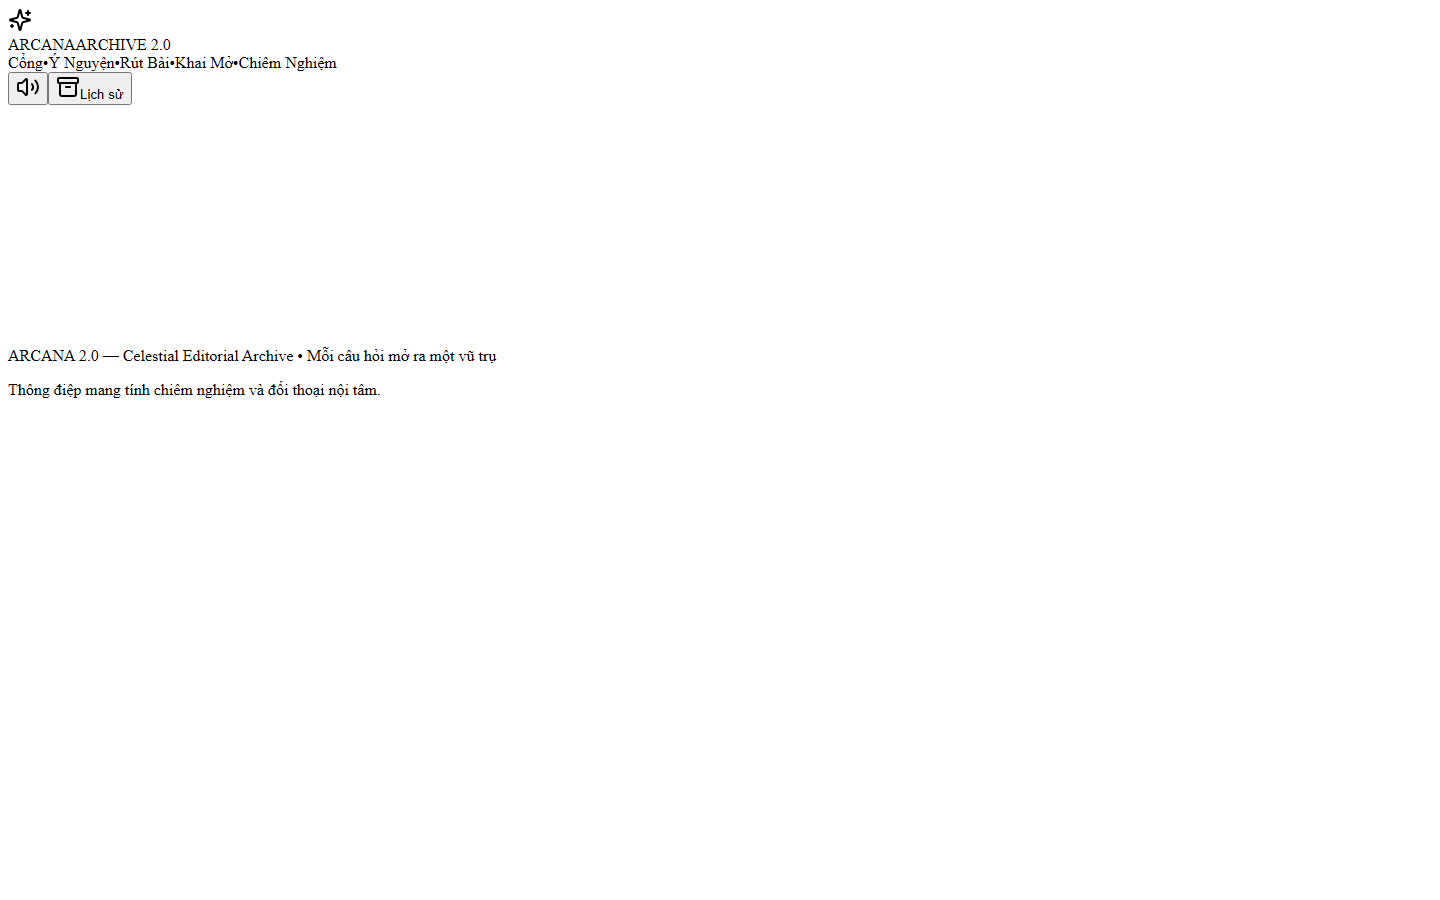 ARCANAARCHIVE 2.0
Cổng•Ý Nguyện•Rút Bài•Khai Mở•Chiêm Nghiệm
Lịch sử
ARCANA 2.0 — Celestial Editorial Archive • Mỗi câu hỏi mở ra một vũ trụ
Thông điệp mang tính chiêm nghiệm và đối thoại nội tâm.